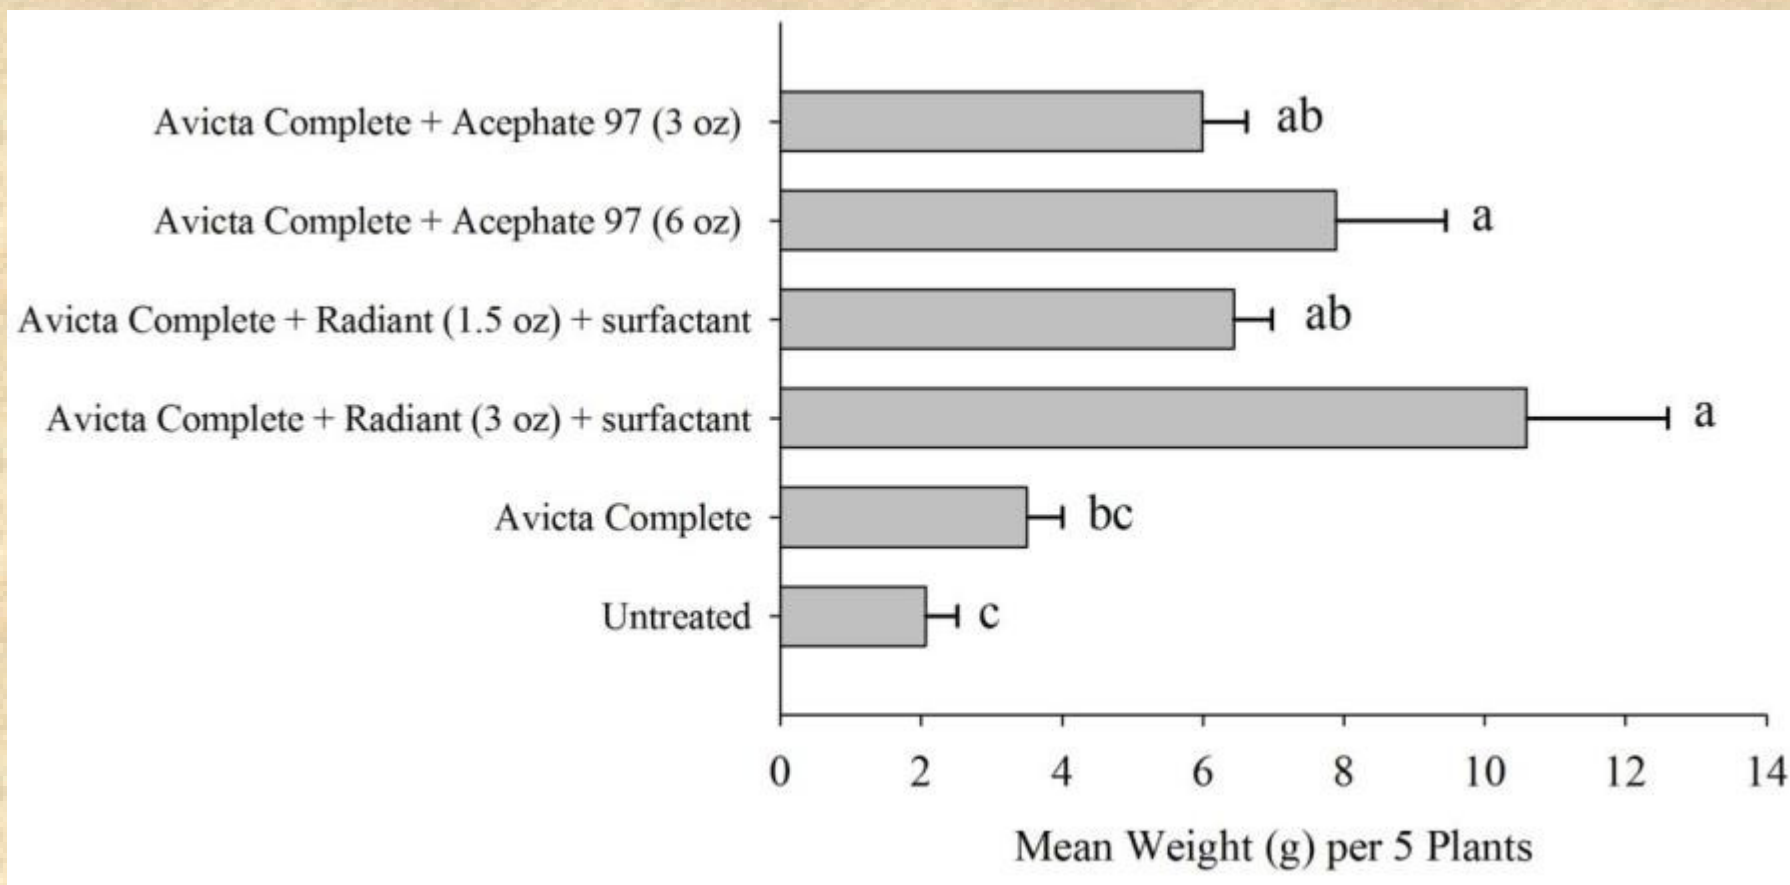 Avicta Complete + Acephate 97 (3 oz) ab
Avicta Complete + Acephate 97 (6 oz) a
Avicta Complete + Radiant (1.5 oz) + surfactant ab
Avicta Complete + Radiant (3 oz) + surfactant a
Avicta Complete bc
Untreated c
0 2 4 6 8 10 12 14
Mean Weight (g) per 5 Plants